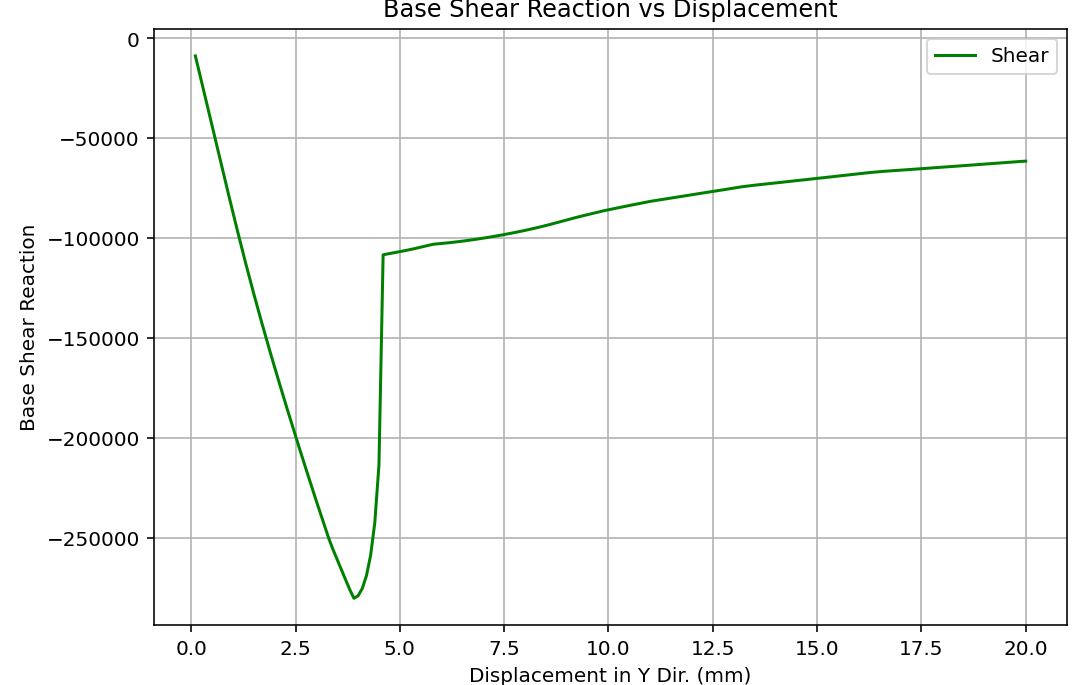 Base Shear Reaction vs Displacement
Shear
0
−50000
−100000
−150000
−200000
−250000
Base Shear Reaction
0.0 2.5 5.0 7.5 10.0 12.5 15.0 17.5 20.0
Displacement in Y Dir. (mm)